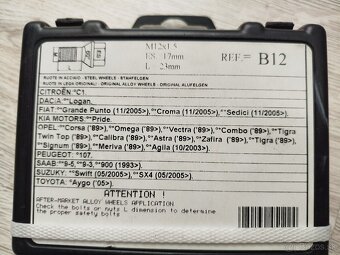 M12x1.5
ES. 17mm
L 23mm
REF.= B12
RUOTE IN ACCIAIO - STEEL WHEELS - STAHLFELGEN
RUOTE IN LEGA ORIGINALI - ORIGINAL ALLOY WHEELS - ORIGINAL ALUFELGEN
CITROËN °C1
DACIA °Logan,
FIAT °°Grande Punto (11/2005>), °°Croma (11/2005>), °°Sedici (11/2005>).
KIA MOTORS °°Pride.
OPEL °°Corsa ('89>) °°Omega ('89>), °°Vectra ('89>), °°Combo ('89>), °°Tigra
Twin Top ('89>), °°Calibra ('89>), °°Astra ('89>), °°Zafira ('89>), °°Tigra
°°Signum ('89>), °°Meriva ('89>), °°Agila (10/2003>).
PEUGEOT: °°107.
SAAB °°9-5, °°9-3, °°900 (1993>).
SUZUKY: °°Swift (05/2005>), °°SX4 (05/2005>),
TOYOTA: °Aygo ('05>).
ATTENTION !
AFTER-MARKET ALLOY WHEELS APPLICATION
Check the bolts or nuts L dimension to determine
the proper safety bolts